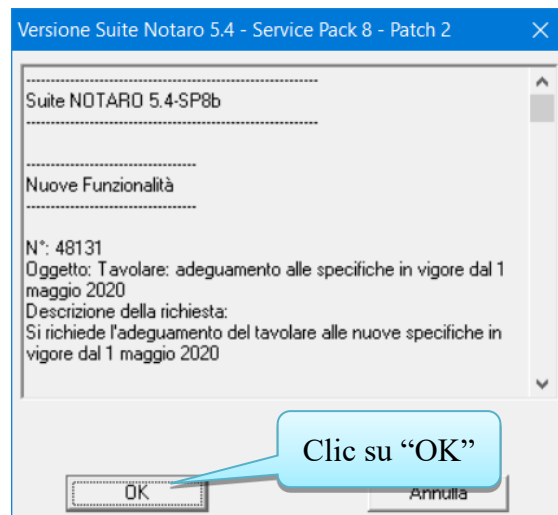 Versione Suite Notaro 5.4 - Service Pack 8 - Patch 2
Suite NOTARO 5.4-SP8b
Nuove Funzionalità
N°: 48131
Oggetto: Tavolare: adeguamento alle specifiche in vigore dal 1
maggio 2020
Descrizione della richiesta:
Si richiede l'adeguamento del tavolare alle nuove specifiche in
vigore dal 1 maggio 2020
Clic su “OK”
OK
Annulla